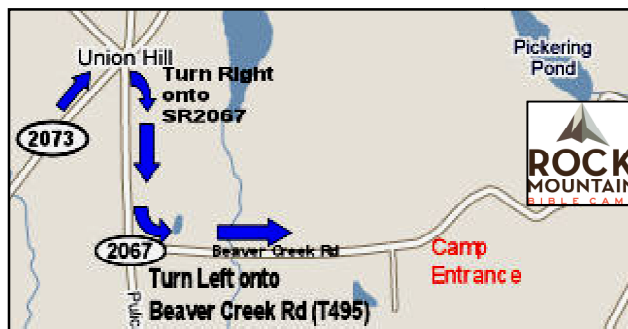 Union Hill
Turn Right
onto
SR2067
2073
Pickering
Pond
ROCK
MOUNTAIN
BIBLE CAMP
2067
Beaver Creek Rd
Camp
Entrance
Turn Left onto
Beaver Creek Rd (T495)